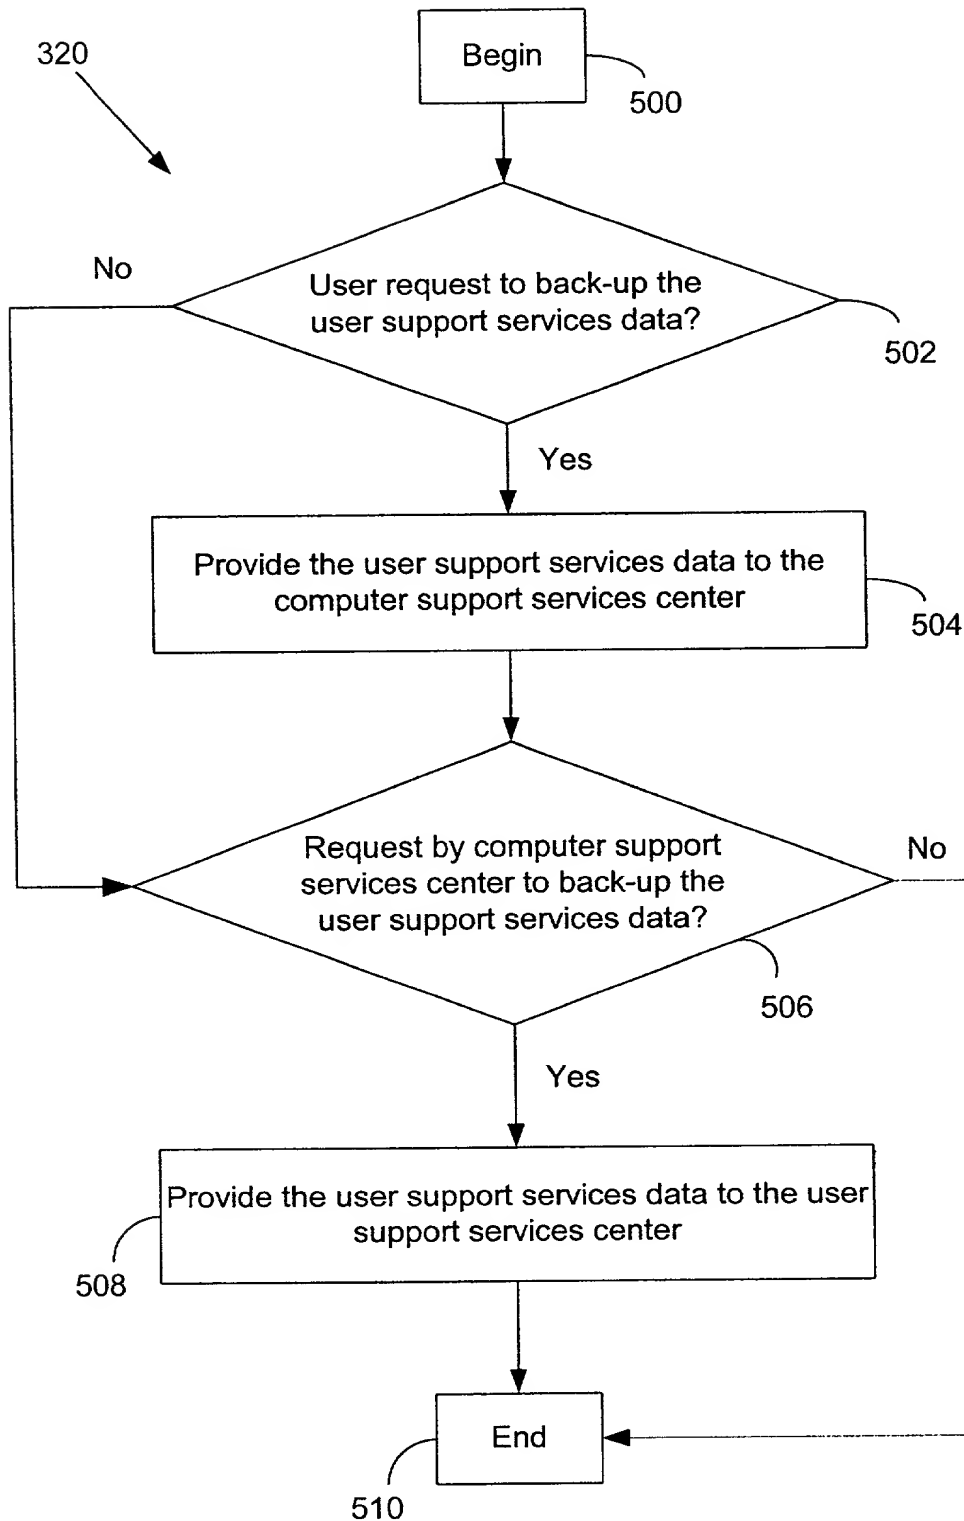 320
Begin
500
No
User request to back-up the
user support services data?
502
Yes
Provide the user support services data to the
computer support services center
504
Request by computer support
services center to back-up the
user support services data?
No
506
Yes
Provide the user support services data to the user
support services center
508
End
510